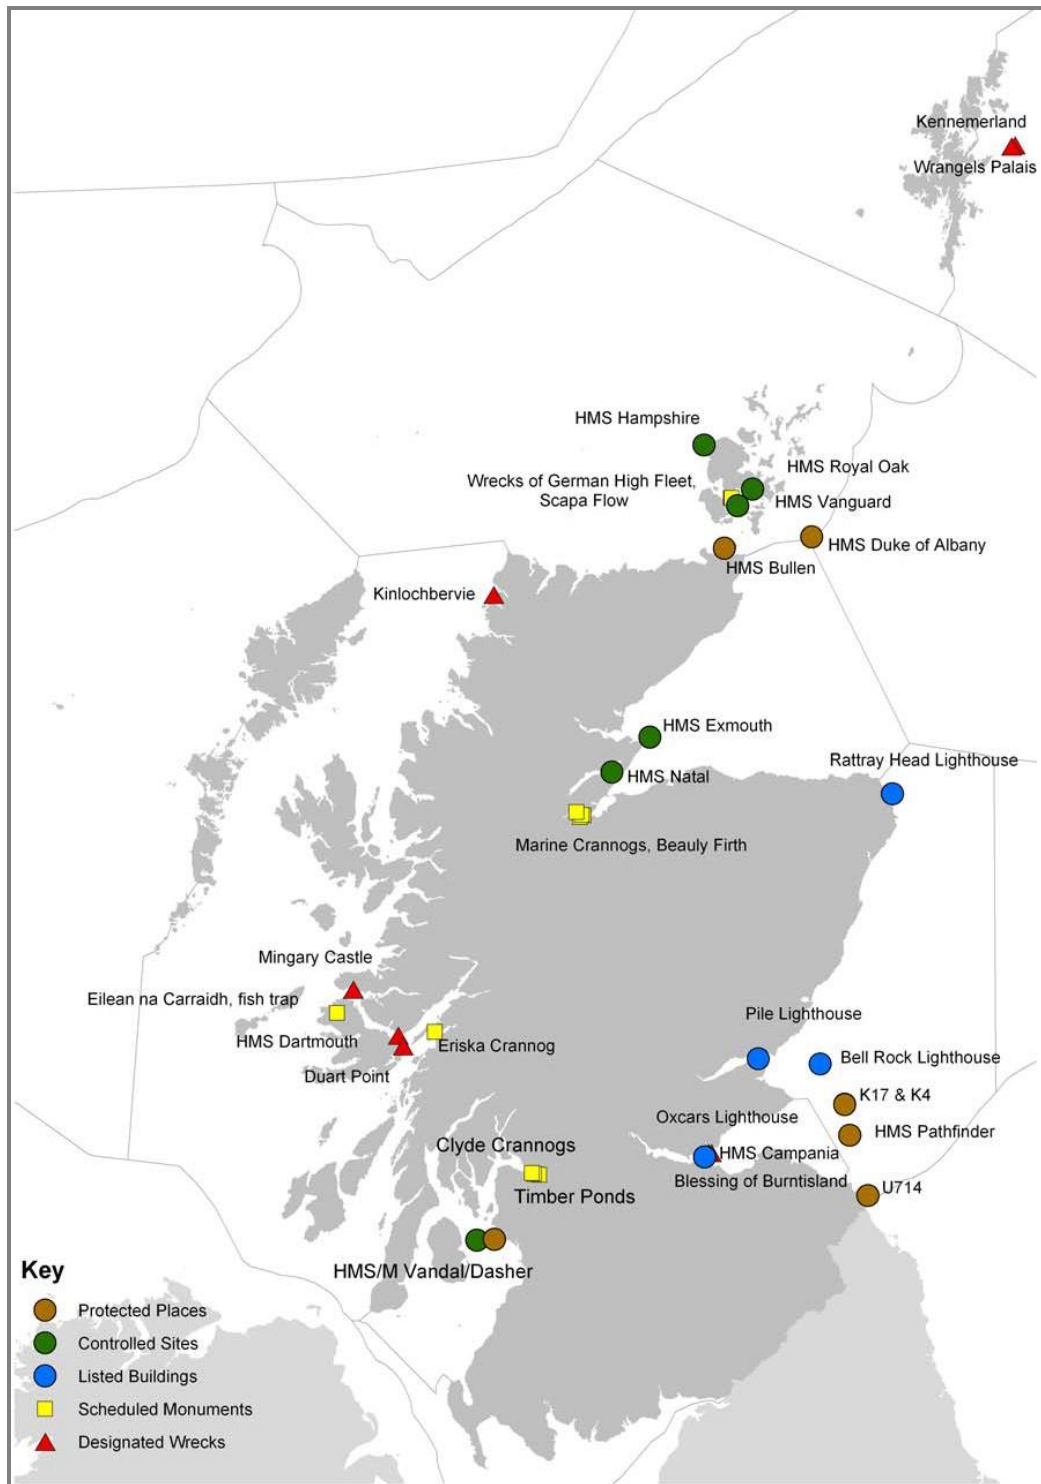 Kennemerland
Wrangels Palais
HMS Hampshire
HMS Royal Oak
Wrecks of German High Fleet,
Scapa Flow
HMS Vanguard
HMS Duke of Albany
HMS Bullen
Kinlochbervie
HMS Exmouth
Rattray Head Lighthouse
HMS Natal
Marine Crannogs, Beauly Firth
Mingary Castle
Eilean na Carraidh, fish trap
HMS Dartmouth
Eriska Crannog
Duart Point
Pile Lighthouse
Bell Rock Lighthouse
K17 & K4
Oxcars Lighthouse
HMS Pathfinder
Clyde Crannogs
HMS Campania
Blessing of Burntisland
U714
Timber Ponds
HMS/M Vandal/Dasher
Key
Protected Places
Controlled Sites
Listed Buildings
Scheduled Monuments
Designated Wrecks